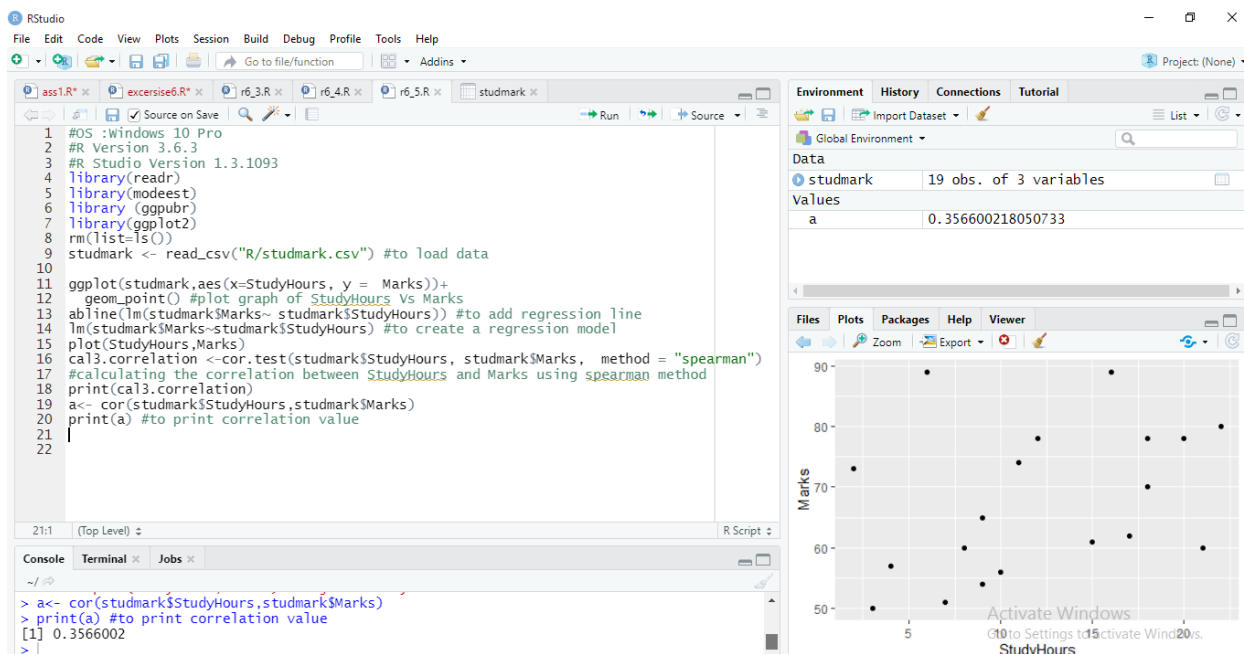 RStudio
File Edit Code View Plots Session Build Debug Profile Tools Help
Go to file/function Addins Project: (None)
ass1.R* excersise6.R* r6_3.R r6_4.R r6_5.R studmark
Source on Save Run Source
1 #OS :Windows 10 Pro
2 #R Version 3.6.3
3 #R Studio Version 1.3.1093
4 library(readr)
5 library(modeest)
6 library (ggpubr)
7 library(ggplot2)
8 rm(list=ls())
9 studmark <- read_csv("R/studmark.csv") #to load data
10
11 ggplot(studmark,aes(x=StudyHours, y =  Marks))+
12   geom_point() #plot graph of StudyHours Vs Marks
13 abline(lm(studmark$Marks~ studmark$StudyHours)) #to add regression line
14 lm(studmark$Marks~studmark$StudyHours) #to create a regression model
15 plot(StudyHours,Marks)
16 cal3.correlation <-cor.test(studmark$StudyHours, studmark$Marks,  method = "spearman")
17 #calculating the correlation between StudyHours and Marks using spearman method
18 print(cal3.correlation)
19 a<- cor(studmark$StudyHours,studmark$Marks)
20 print(a) #to print correlation value
21
22
21:1 (Top Level) R Script
Console Terminal Jobs
~/
> a<- cor(studmark$StudyHours,studmark$Marks)
> print(a) #to print correlation value
[1] 0.3566002
>
Environment History Connections Tutorial
Import Dataset List
Global Environment
Data
studmark 19 obs. of 3 variables
Values
a 0.356600218050733
Files Plots Packages Help Viewer
Zoom Export
90
80
70
60
50
Marks
5 10 15 20
StudyHours
Activate Windows
Go to Settings to activate Windows.